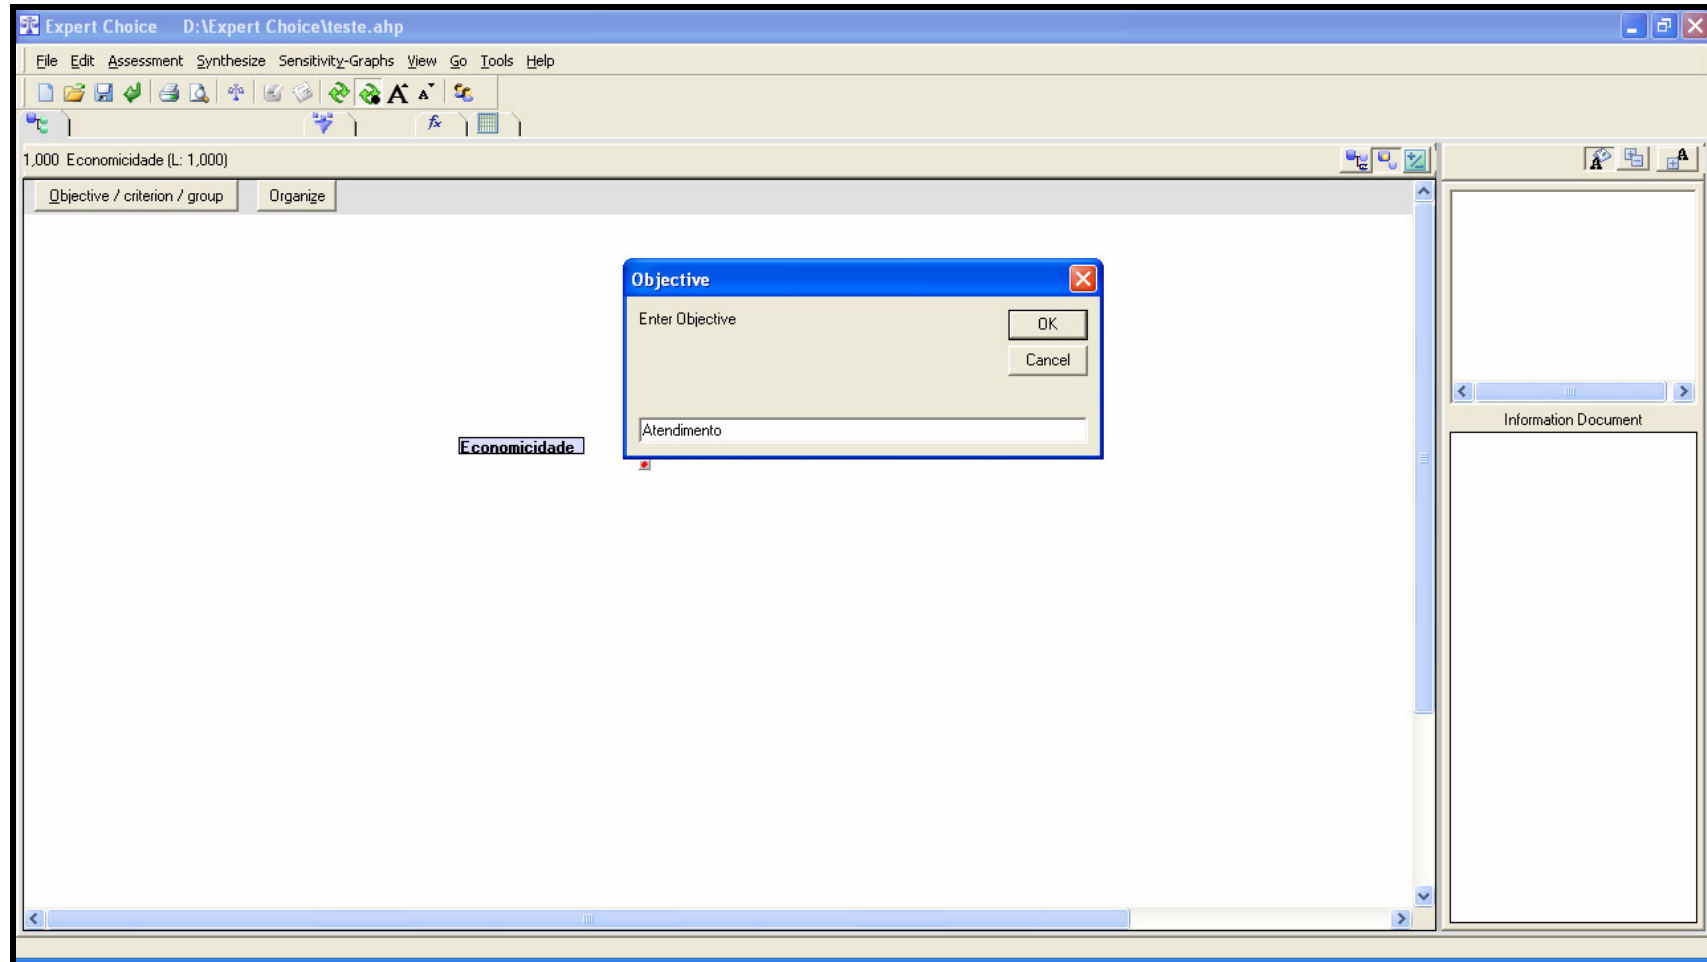 Expert Choice D:\Expert Choice\teste.ahp
File Edit Assessment Synthesize Sensitivity-Graphs View Go Tools Help
1,000 Economicidade (L: 1,000)
Objective / criterion / group Organize
Objective
Enter Objective
OK
Cancel
Atendimento
Economicidade
Information Document